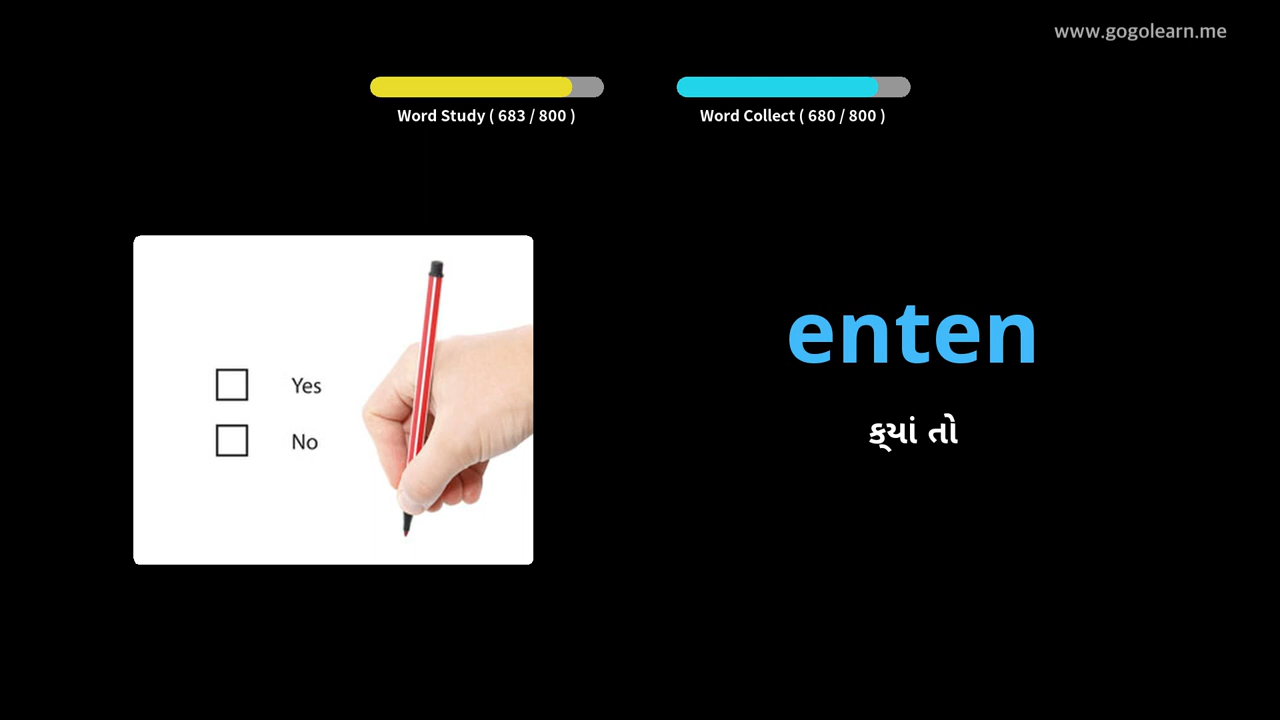 www.gogolearn.me
Word Study ( 683 / 800 )
Word Collect ( 680 / 800 )
Yes
No
enten
ક્યાં તો